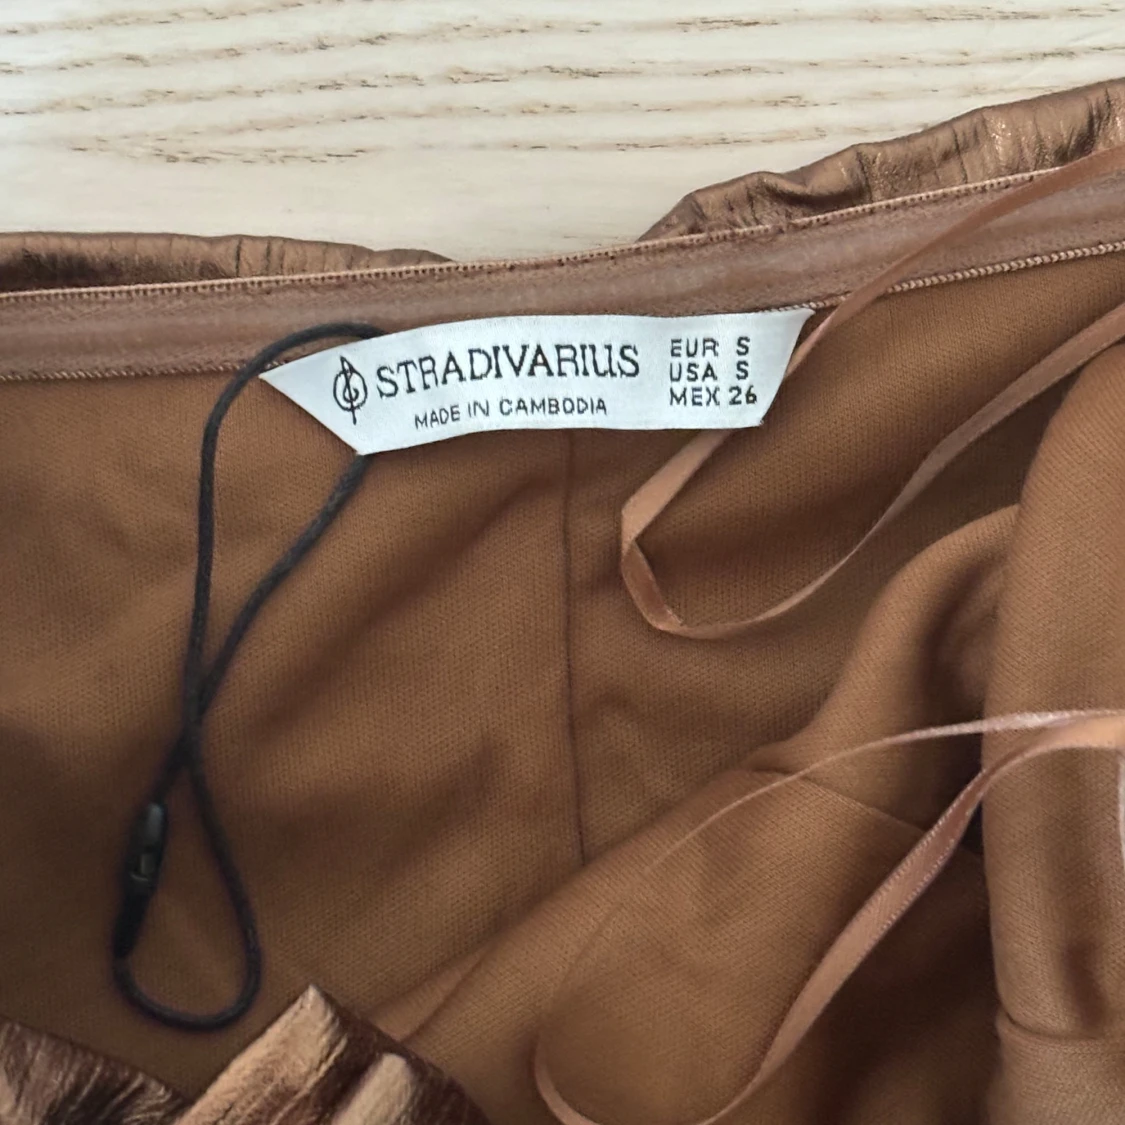 STRADIVARIUS
MADE IN CAMBODIA
EUR S
USA S
MEX 26